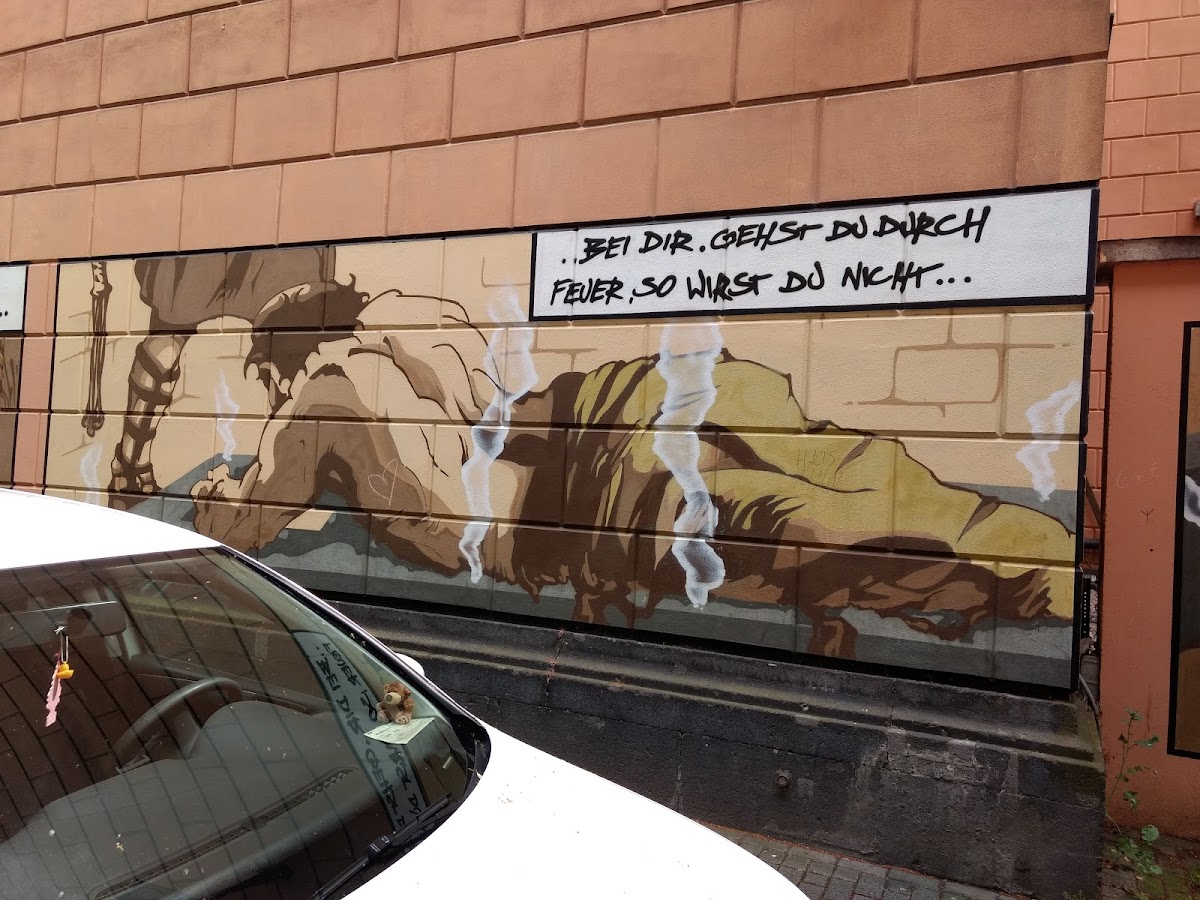 ..BEI DIR. GEHST DU DURCH
FEUER, SO WIRST DU NICHT...
...